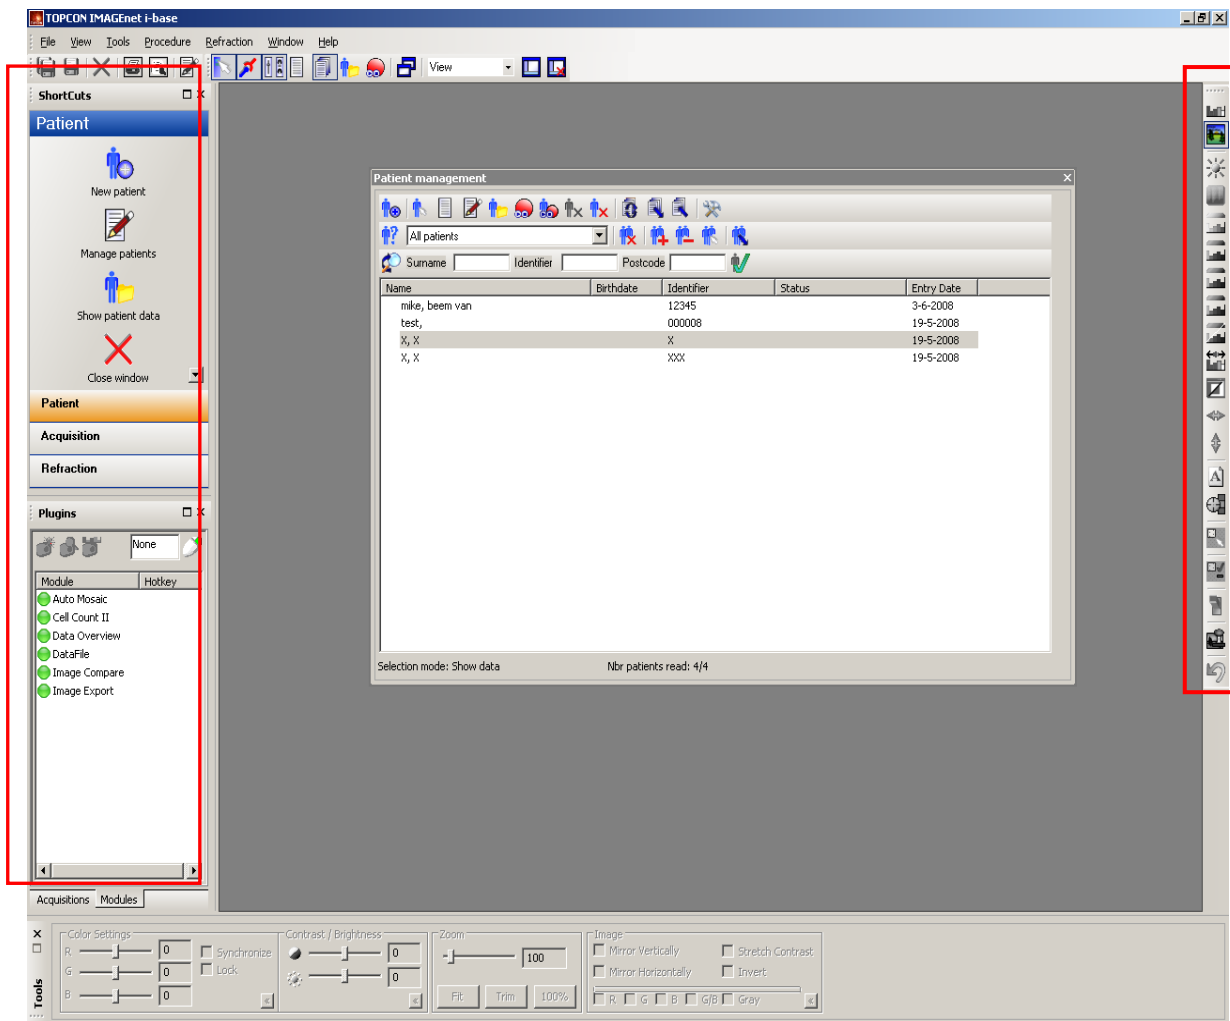 TOPCON IMAGEnet i-base
File View Tools Procedure Refraction Window Help
View
ShortCuts
Patient
New patient
Manage patients
Show patient data
Close window
Patient
Acquisition
Refraction
Plugins
None
Module Hotkey
Auto Mosaic
Cell Count II
Data Overview
DataFile
Image Compare
Image Export
Acquisitions Modules
Patient management
All patients
Surname Identifier Postcode
Name Birthdate Identifier Status Entry Date
mike, beem van 12345 3-6-2008
test, 000008 19-5-2008
X, X X 19-5-2008
X, X XXX 19-5-2008
Selection mode: Show data Nbr patients read: 4/4
A
Tools
Color Settings
R 0 Synchronize
G 0 Lock
B 0
Contrast / Brightness
0
0
Zoom
100
Fit Trim 100%
Image
Mirror Vertically Stretch Contrast
Mirror Horizontally Invert
R G B G/B Gray